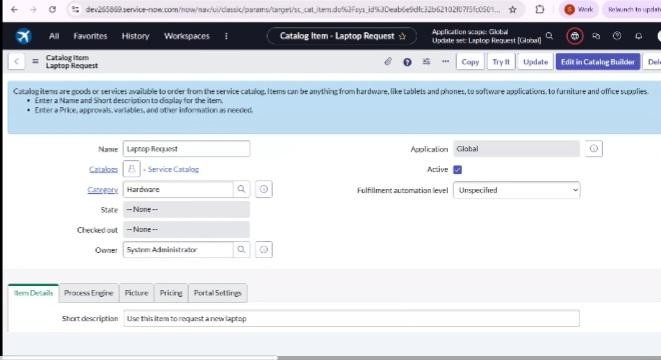 dev265869.service-now.com/now/nav/ui/classic/params/target/sc_cat_item.do%3Fsys_id%3Deab6e9dfc32b62102f07f5fc0501...
Work
Relaunch to updat
All Favorites History Workspaces
Catalog Item - Laptop Request
Application scope: Global
Update set: Laptop Request [Global]
Catalog Item
Laptop Request
Copy Try It Update Edit in Catalog Builder Dele
Catalog items are goods or services available to order from the service catalog. Items can be anything from hardware, like tablets and phones, to software applications, to furniture and office supplies.
• Enter a Name and Short description to display for the item.
• Enter a Price, approvals, variables, and other information as needed.
Name Laptop Request Application Global
Catalogs - Service Catalog Active
Category Hardware Fulfillment automation level Unspecified
State -- None --
Checked out -- None --
Owner System Administrator
Item Details Process Engine Picture Pricing Portal Settings
Short description Use this item to request a new laptop